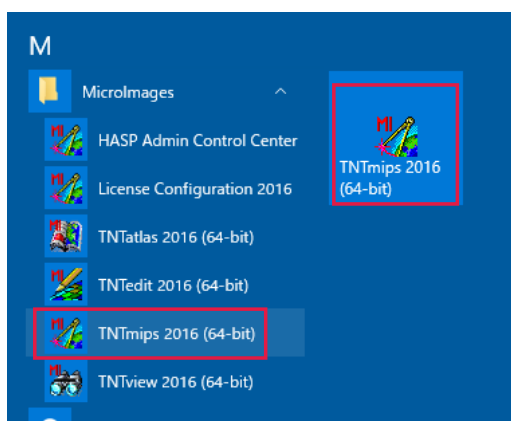 M
MicroImages
HASP Admin Control Center
License Configuration 2016
TNTatlas 2016 (64-bit)
TNTedit 2016 (64-bit)
TNTmips 2016 (64-bit)
TNTview 2016 (64-bit)
TNTmips 2016
(64-bit)